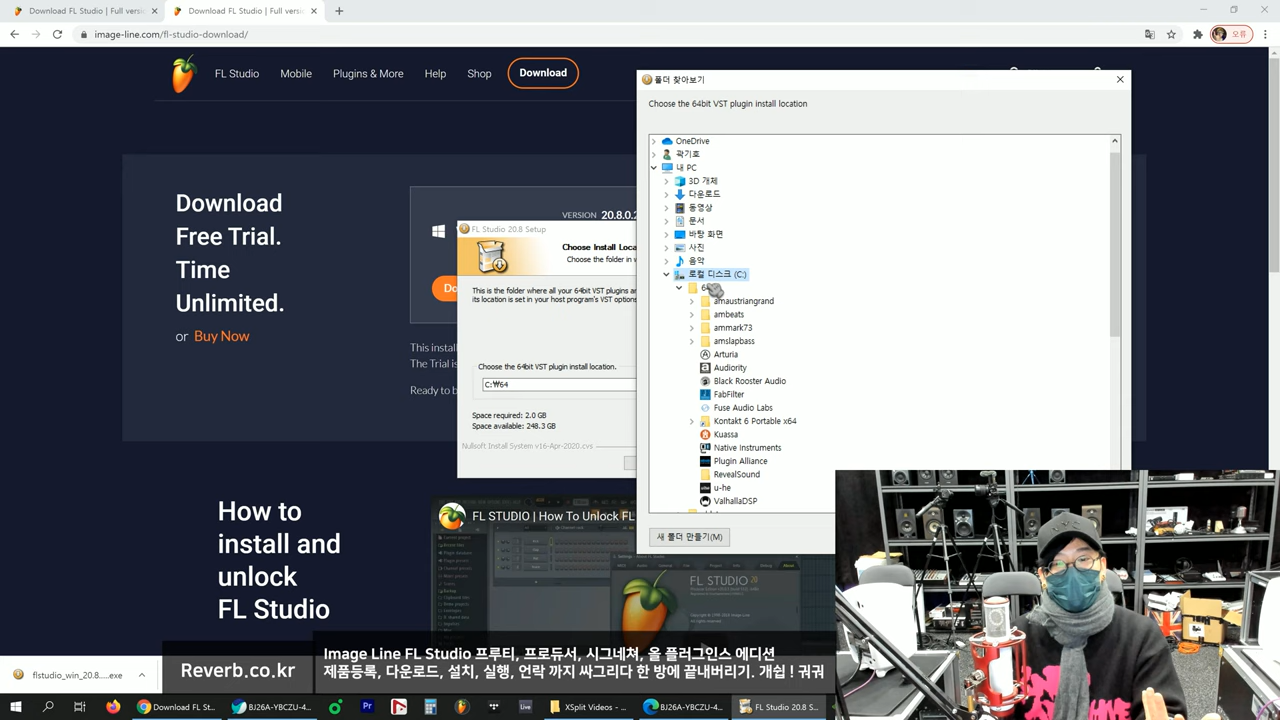 Download FL Studio | Full versi
Download FL Studio | Full versi
image-line.com/fl-studio-download/
오류
FL Studio
Mobile
Plugins & More
Help
Shop
Download
Download
Free Trial.
Time
Unlimited.
or Buy Now
VERSION 20.8.0.2
Do
This install
The Trial is
Ready to b
FL Studio 20.8 Setup
Choose Install Loca
Choose the folder in w
This is the folder where all your 64bit VST plugins ar
its location is set in your host program's VST option
Choose the 64bit VST plugin install location.
C:₩64
Space required: 2.0 GB
Space available: 248.3 GB
Nullsoft Install System v16-Apr-2020.cvs
폴더 찾아보기
Choose the 64bit VST plugin install location
OneDrive
곽기호
내 PC
3D 개체
다운로드
동영상
문서
바탕 화면
사진
음악
로컬 디스크 (C:)
amaustriangrand
ambeats
ammark73
amslapbass
Arturia
Audiority
Black Rooster Audio
FabFilter
Fuse Audio Labs
Kontakt 6 Portable x64
Kuassa
Native Instruments
Plugin Alliance
RevealSound
u-he
ValhallaDSP
새 폴더 만들기(M)
How to
install and
unlock
FL Studio
FL STUDIO | How To Unlock FL
FL STUDIO 20
Reverb.co.kr
Image Line FL Studio 프루티, 프로듀서, 시그네쳐, 올 플러그인스 에디션
제품등록, 다운로드, 설치, 실행, 언락 까지 싸그리다 한 방에 끝내버리기. 개입 ! 궈궈
flstudio_win_20.8.....exe
Download FL St...
BJ26A-YBCZU-4...
Live
XSplit Videos - ...
BJ26A-YBCZU-4...
FL Studio 20.8 S...